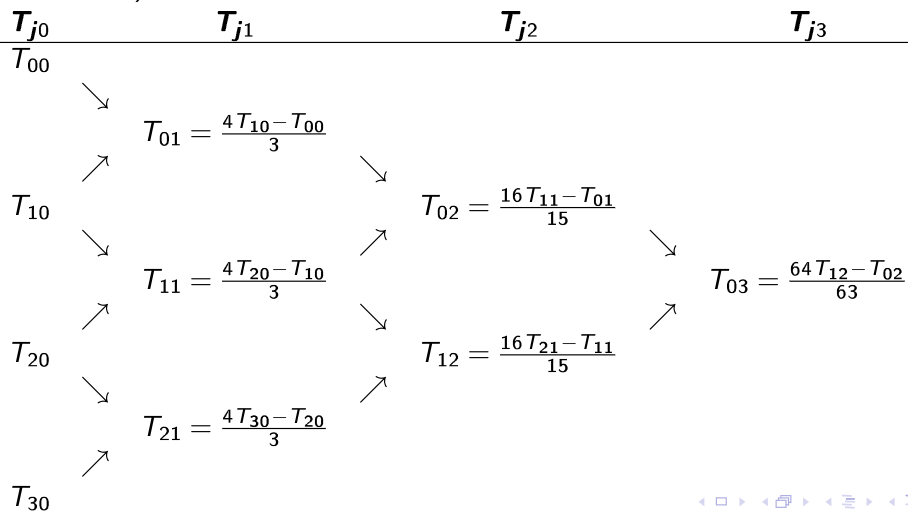 T_{j0} T_{j1} T_{j2} T_{j3}
T_{00}
T_{01} = \frac{4T_{10}-T_{00}}{3}
T_{10} T_{02} = \frac{16T_{11}-T_{01}}{15}
T_{11} = \frac{4T_{20}-T_{10}}{3} T_{03} = \frac{64T_{12}-T_{02}}{63}
T_{20} T_{12} = \frac{16T_{21}-T_{11}}{15}
T_{21} = \frac{4T_{30}-T_{20}}{3}
T_{30}